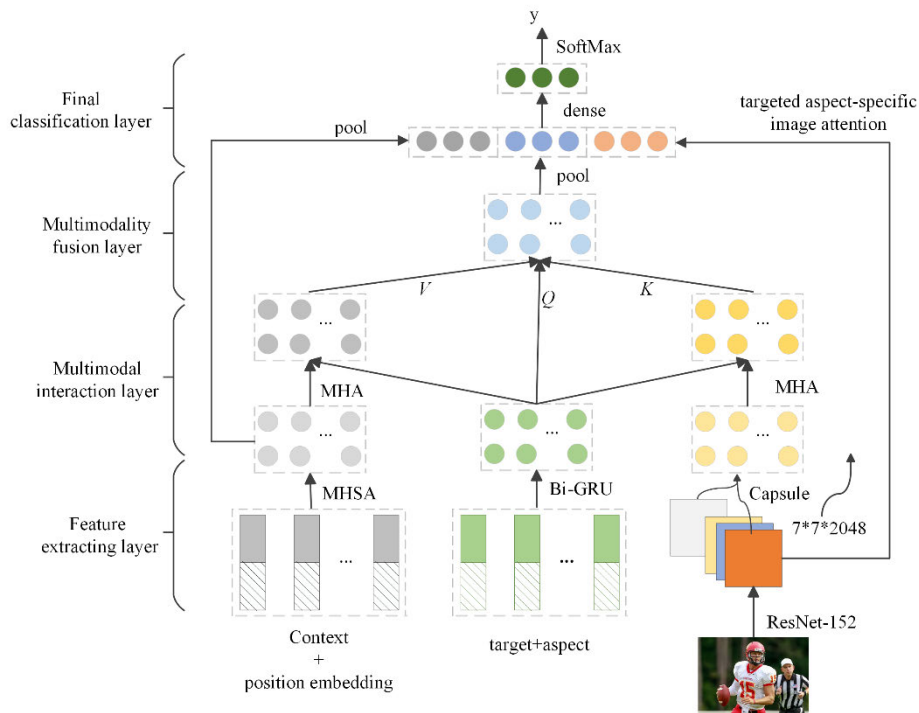 y
SoftMax
Final
classification layer
dense
targeted aspect-specific
image attention
pool
pool
Multimodality
fusion layer
...
V
Q
K
...
...
Multimodal
interaction layer
MHA
MHA
...
...
...
MHSA
Bi-GRU
Capsule
Feature
extracting layer
7*7*2048
...
...
ResNet-152
Context
+
position embedding
target+aspect
15